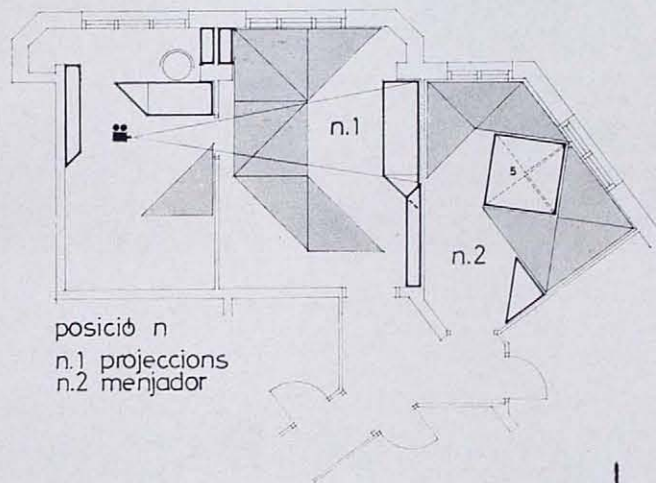 n.1
5
n.2
posició n
n.1 projeccions
n.2 menjador